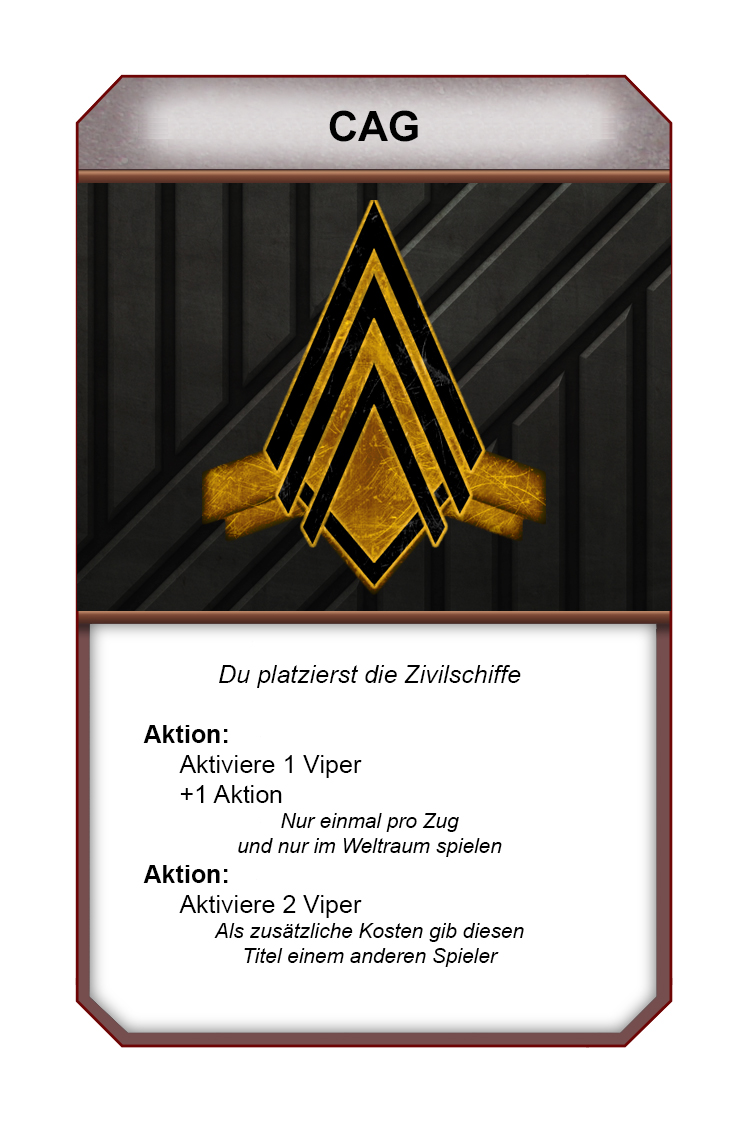 CAG
Du platzierst die Zivilschiffe
Aktion:
Aktiviere 1 Viper
+1 Aktion
Nur einmal pro Zug
und nur im Weltraum spielen
Aktion:
Aktiviere 2 Viper
Als zusätzliche Kosten gib diesen
Titel einem anderen Spieler